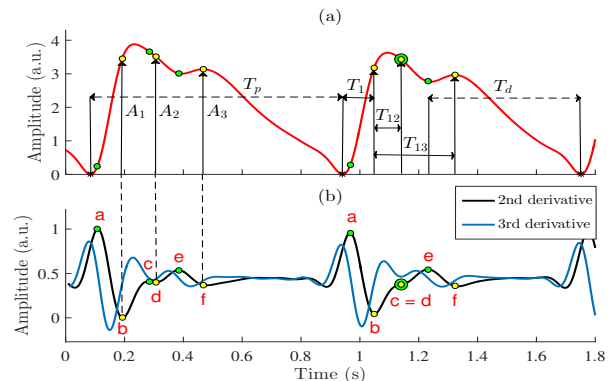 (a)
Amplitude (a.u.)
4
3
2
1
0
T_p
T_1
T_d
A_1
A_2
A_3
T_12
T_13
(b)
Amplitude (a.u.)
1
0.5
0
a
b
c
d
e
f
a
b
c = d
e
f
2nd derivative
3rd derivative
0 0.2 0.4 0.6 0.8 1 1.2 1.4 1.6 1.8
Time (s)